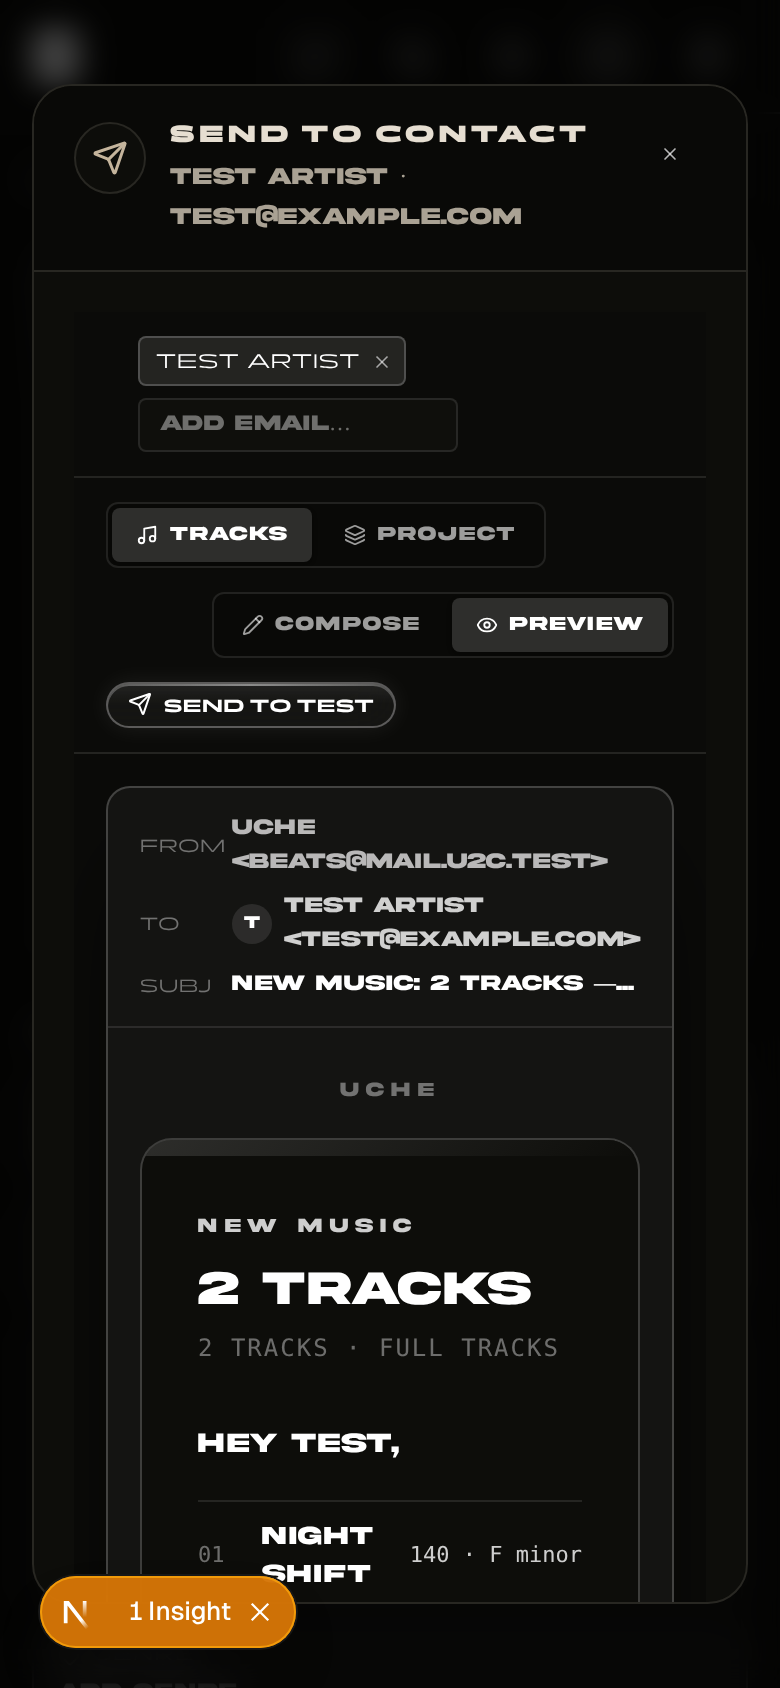 SEND TO CONTACT
TEST ARTIST ·
TEST@EXAMPLE.COM
TEST ARTIST ×
ADD EMAIL...
TRACKS PROJECT
COMPOSE PREVIEW
SEND TO TEST
FROM UCHE
<BEATS@MAIL.U2C.TEST>
TO T TEST ARTIST
<TEST@EXAMPLE.COM>
SUBJ NEW MUSIC: 2 TRACKS —...
UCHE
NEW MUSIC
2 TRACKS
2 TRACKS · FULL TRACKS
HEY TEST,
01 NIGHT SHIFT 140 · F minor
N 1 Insight ×